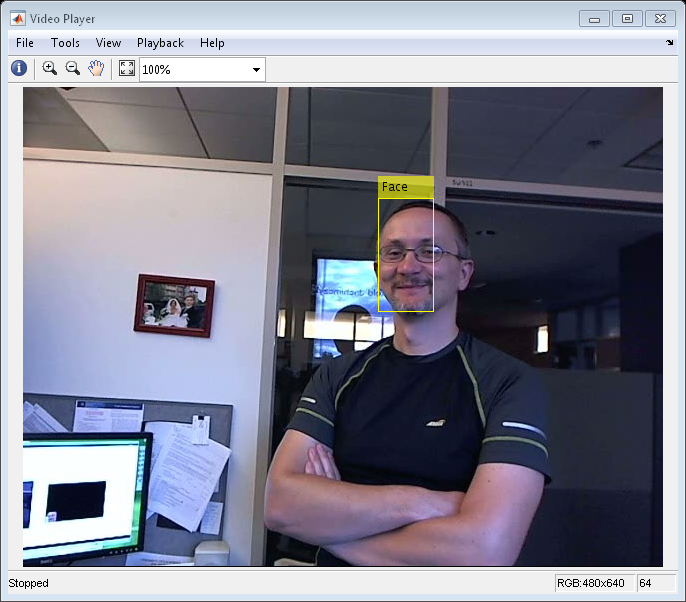 Video Player
File Tools View Playback Help
100%
Face
Stopped
RGB:480x640
64